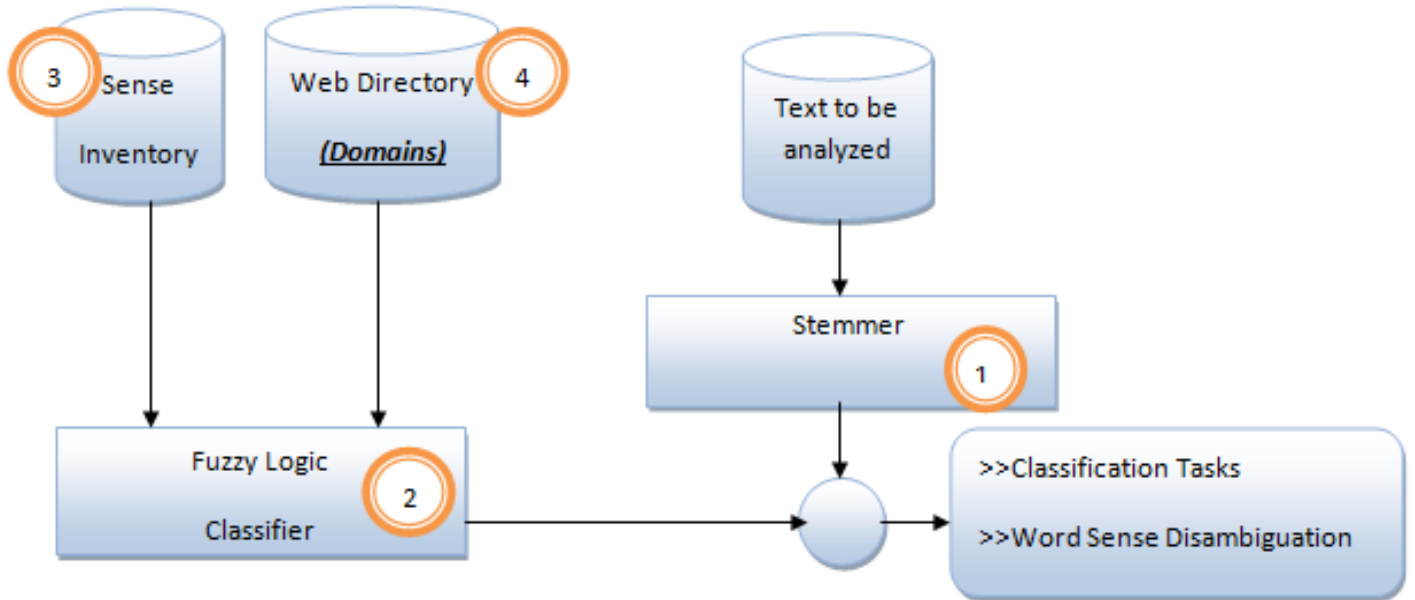 3
Sense
Inventory
Web Directory
(Domains)
4
Text to be
analyzed
Stemmer
1
Fuzzy Logic
Classifier
2
>>Classification Tasks
>>Word Sense Disambiguation